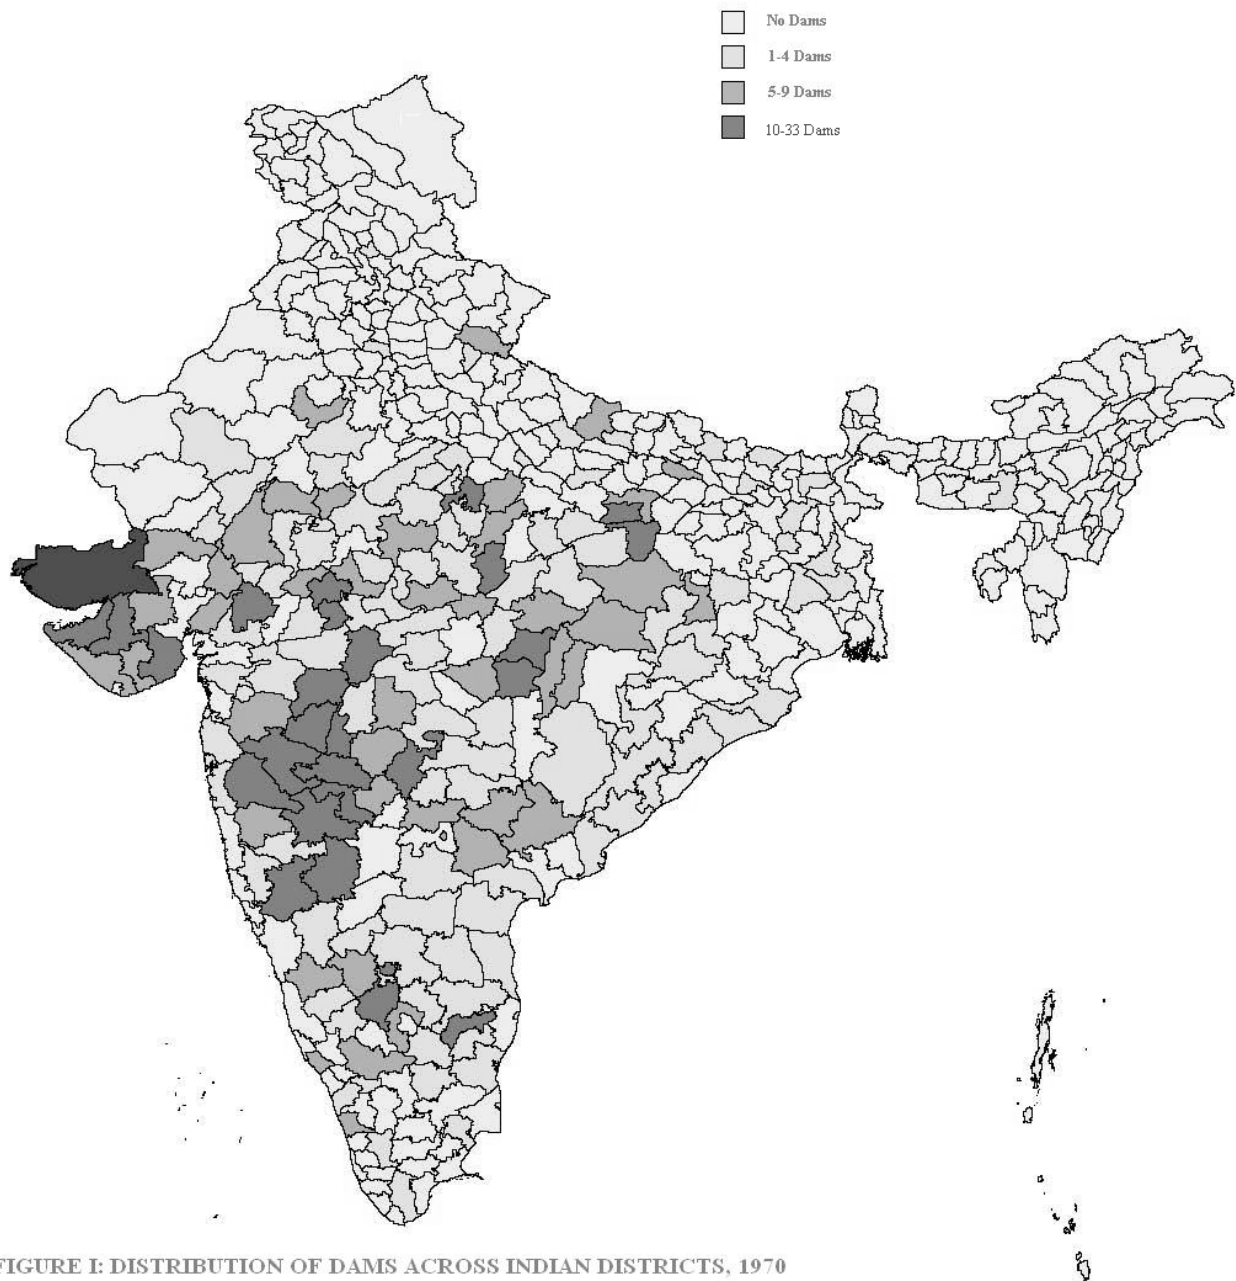 No Dams
1-4 Dams
5-9 Dams
10-33 Dams
FIGURE I: DISTRIBUTION OF DAMS ACROSS INDIAN DISTRICTS, 1970